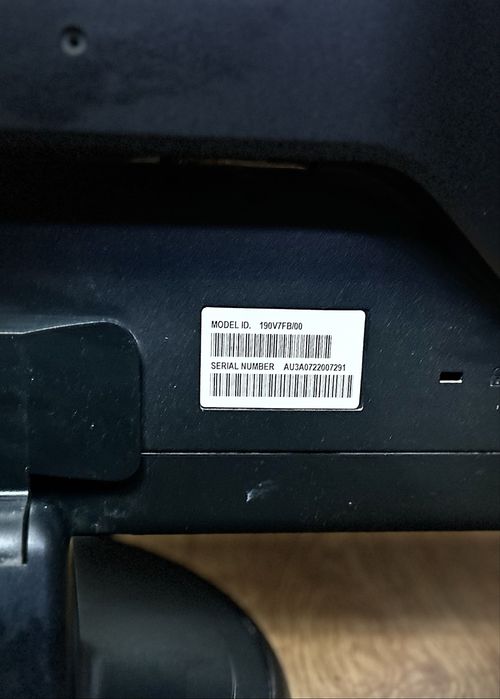 MODEL ID. 190V7FB/00
SERIAL NUMBER AU3A0722007291